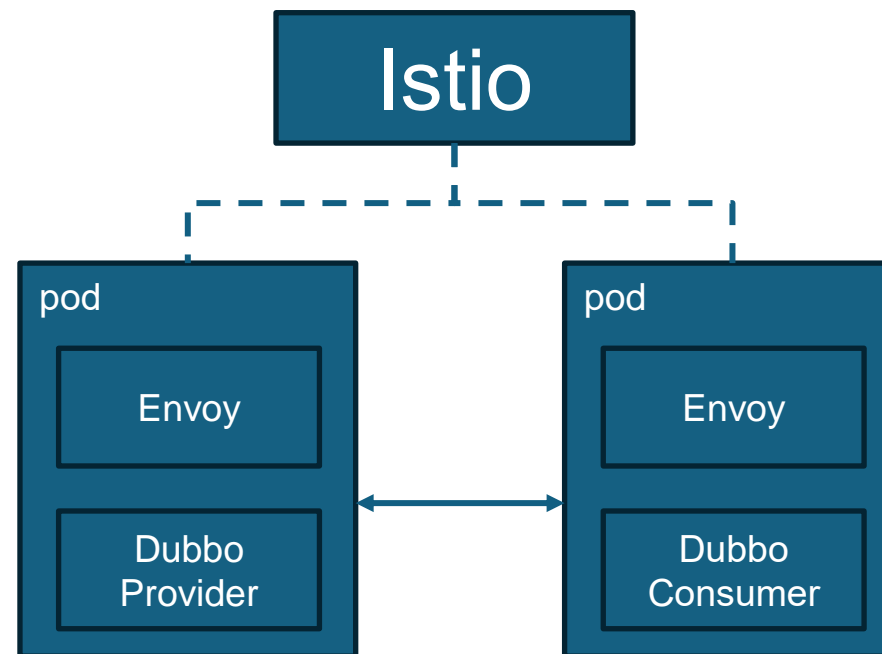 Istio
pod
Envoy
Dubbo
Provider
pod
Envoy
Dubbo
Consumer